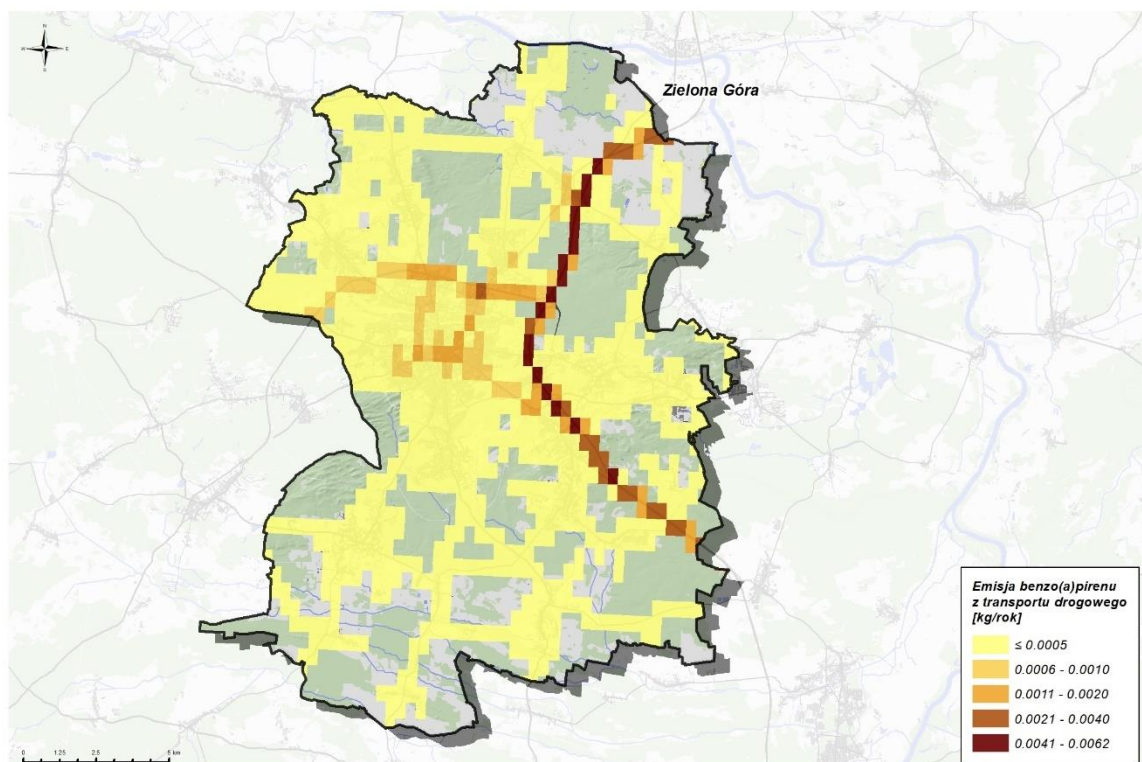 N
W
E
S
Zielona Góra
Emisja benzo(a)pirenu
z transportu drogowego
[kg/rok]
≤ 0.0005
0.0006 - 0.0010
0.0011 - 0.0020
0.0021 - 0.0040
0.0041 - 0.0062
0 1.25 2.5 5 km